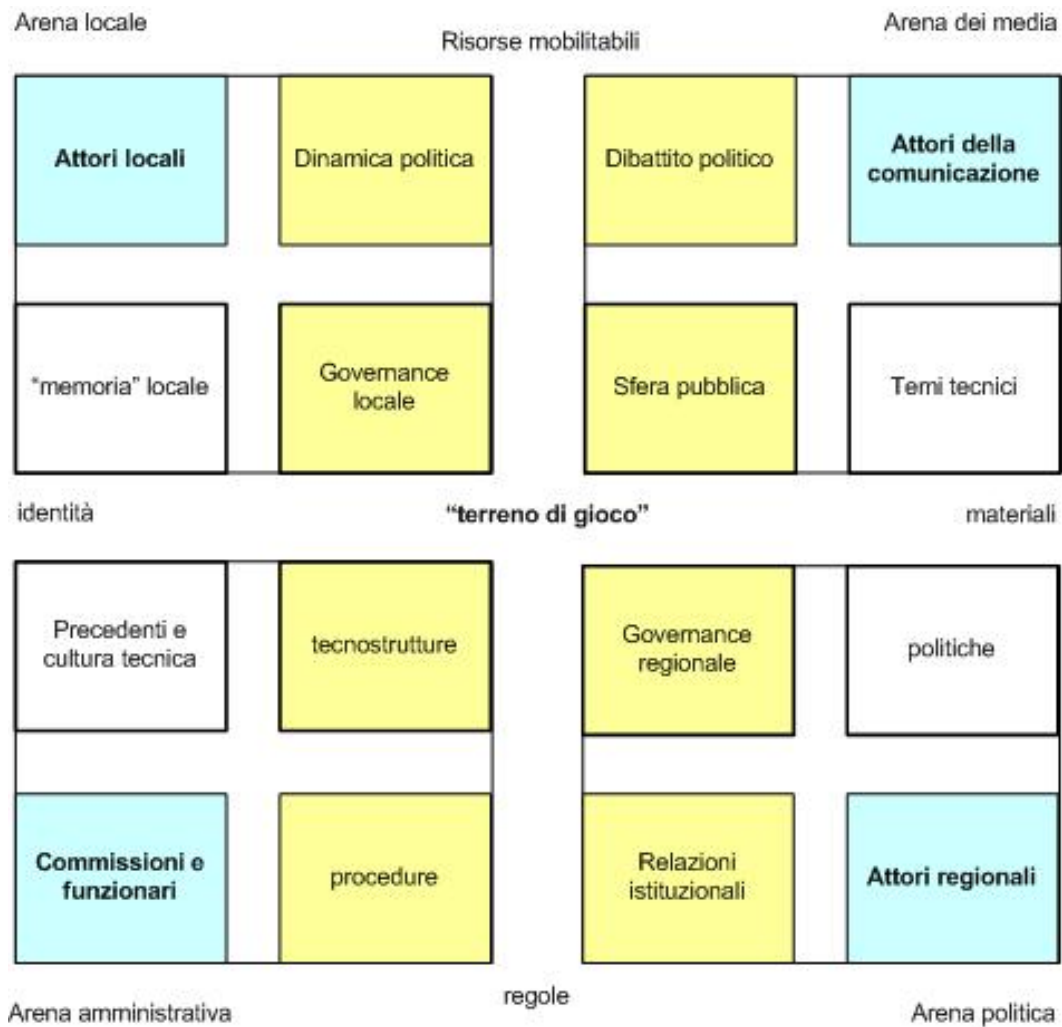 Arena locale
Risorse mobilitabili
Arena dei media
Attori locali
Dinamica politica
Dibattito politico
Attori della
comunicazione
“memoria” locale
Governance
locale
Sfera pubblica
Temi tecnici
identità
“terreno di gioco”
materiali
Precedenti e
cultura tecnica
tecnostrutture
Governance
regionale
politiche
Commissioni e
funzionari
procedure
Relazioni
istituzionali
Attori regionali
Arena amministrativa
regole
Arena politica